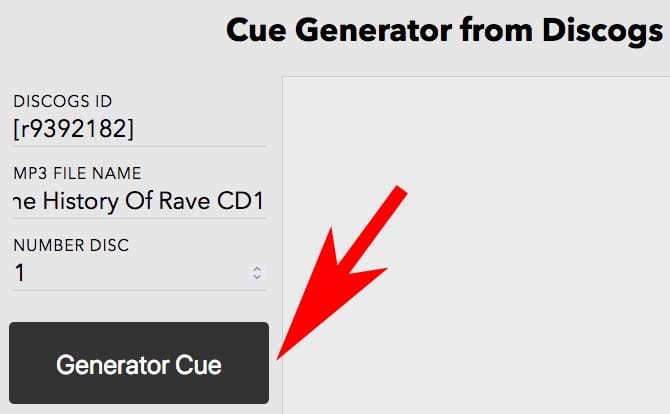 Cue Generator from Discogs
DISCOGS ID
[r9392182]
MP3 FILE NAME
History Of Rave CD1
NUMBER DISC
1
Generator Cue